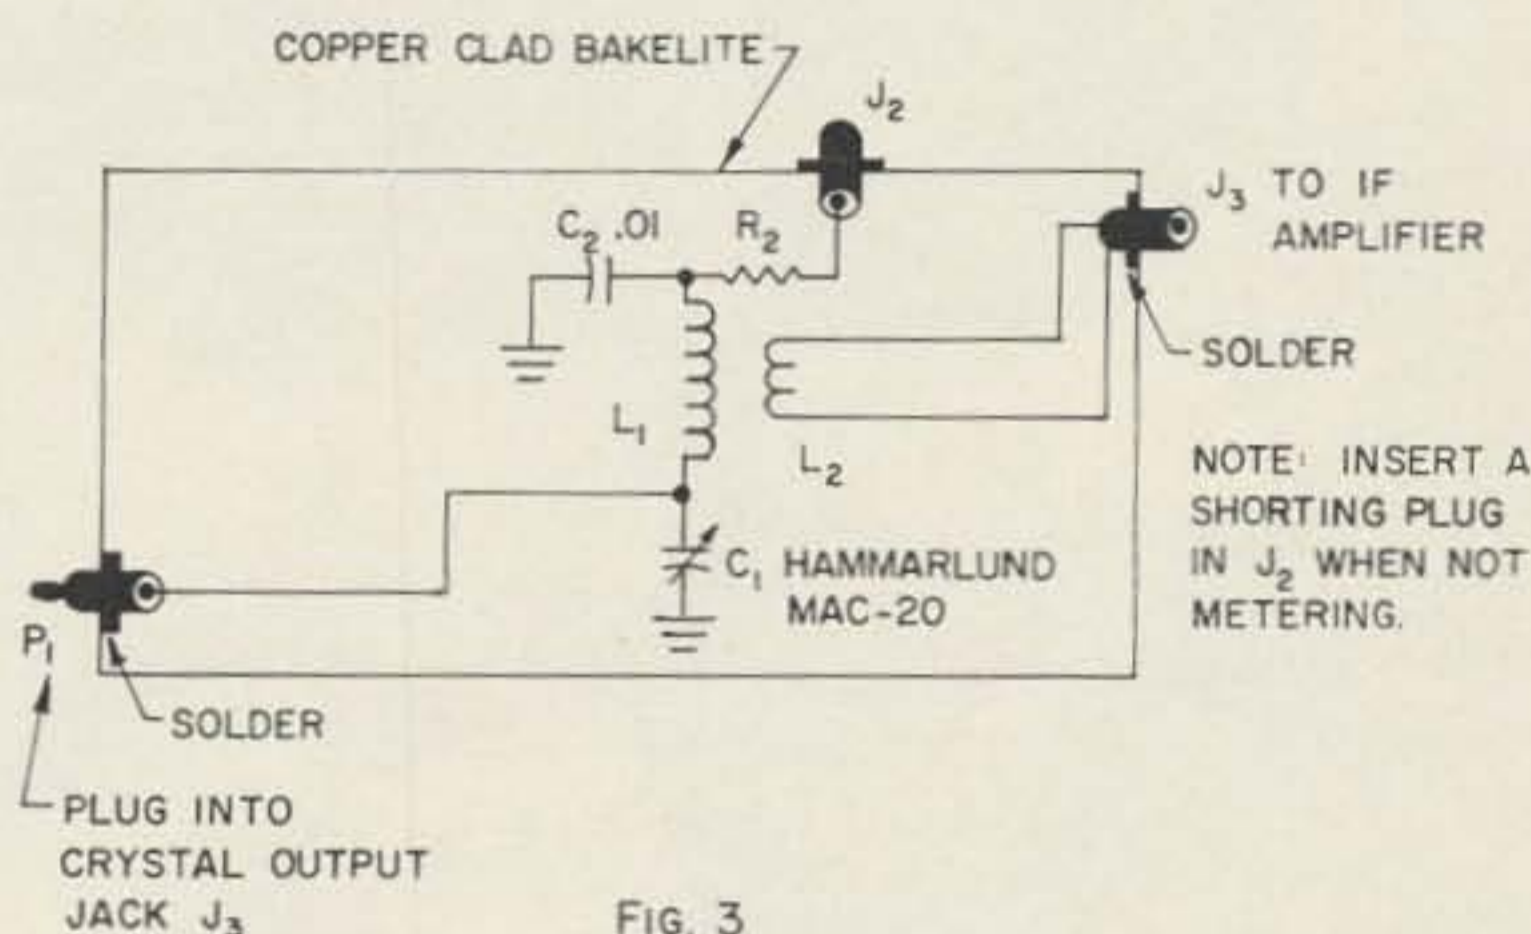 COPPER CLAD BAKELITE
J2
J3 TO IF
AMPLIFIER
C2 .01
R2
SOLDER
L1
L2
NOTE: INSERT A
SHORTING PLUG
IN J2 WHEN NOT
METERING.
C1 HAMMARLUND
MAC-20
P1
SOLDER
PLUG INTO
CRYSTAL OUTPUT
JACK J3
FIG. 3